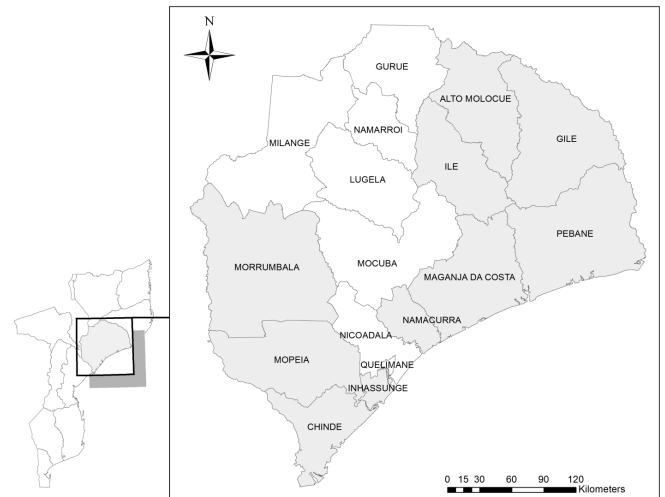 N
GURUE
ALTO MOLOCUE
NAMARROI
GILE
MILANGE
ILE
LUGELA
PEBANE
MORRUMBALA
MOCUBA
MAGANJA DA COSTA
NAMACURRA
NICOADALA
MOPEIA
QUELIMANE
INHASSUNGE
CHINDE
0 15 30 60 90 120
Kilometers